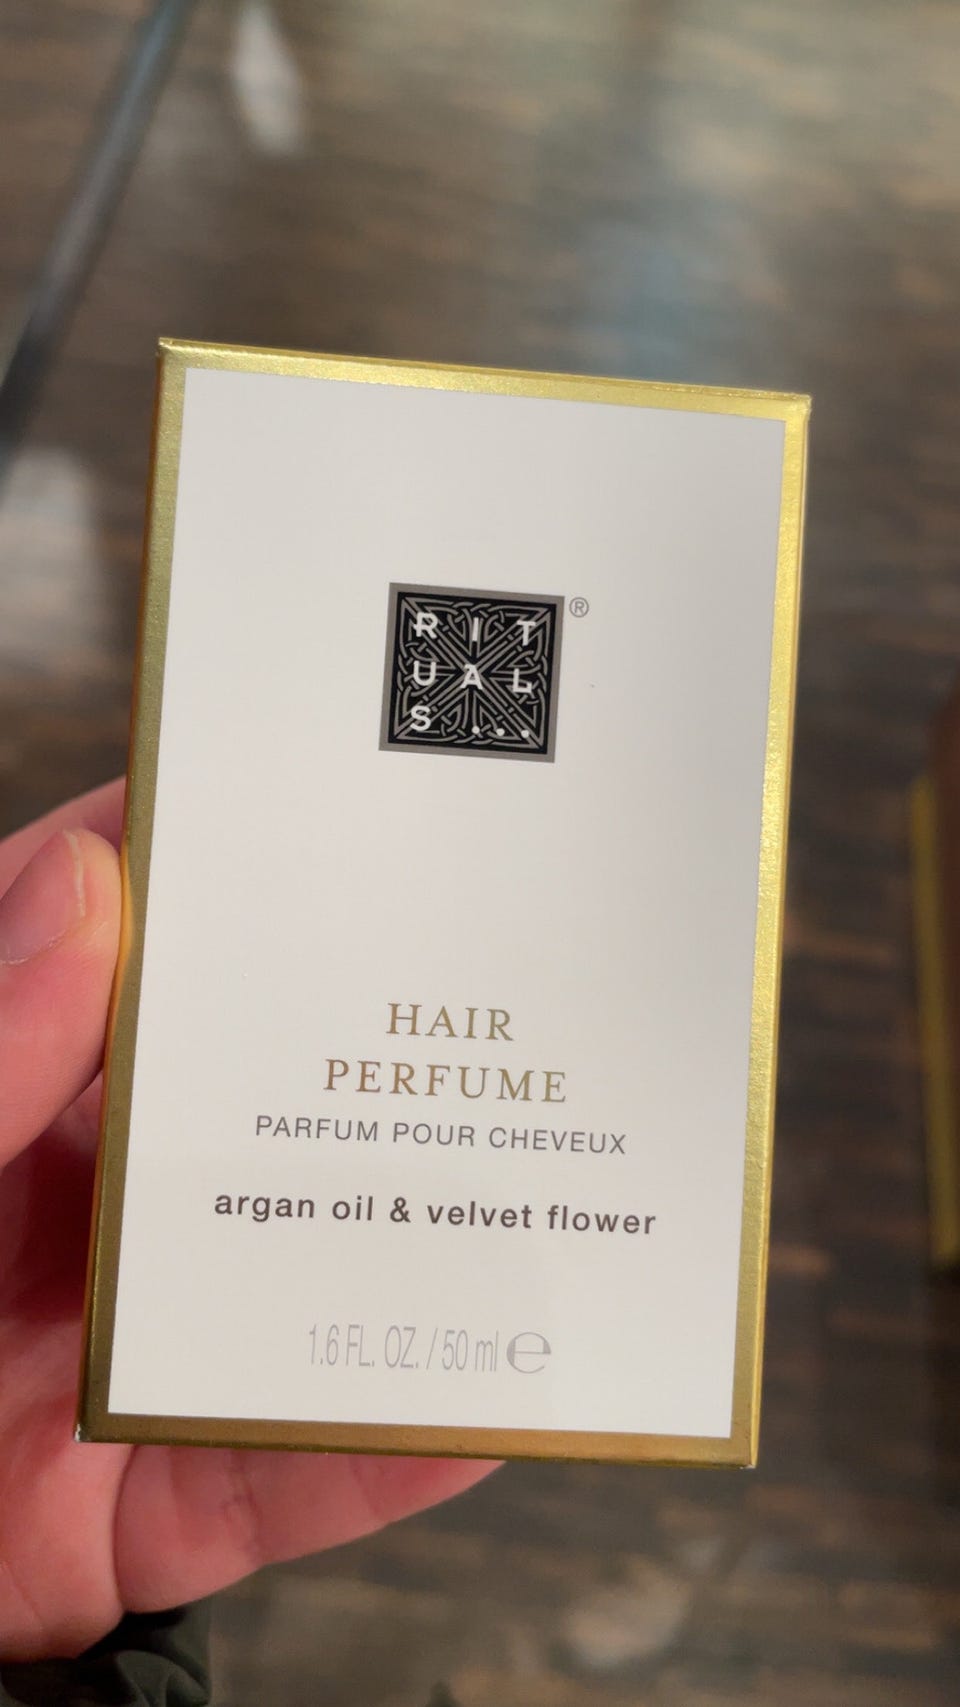 RIT
UAL
S...
®
HAIR
PERFUME
PARFUM POUR CHEVEUX
argan oil & velvet flower
1.6 FL. OZ. / 50 ml ℮